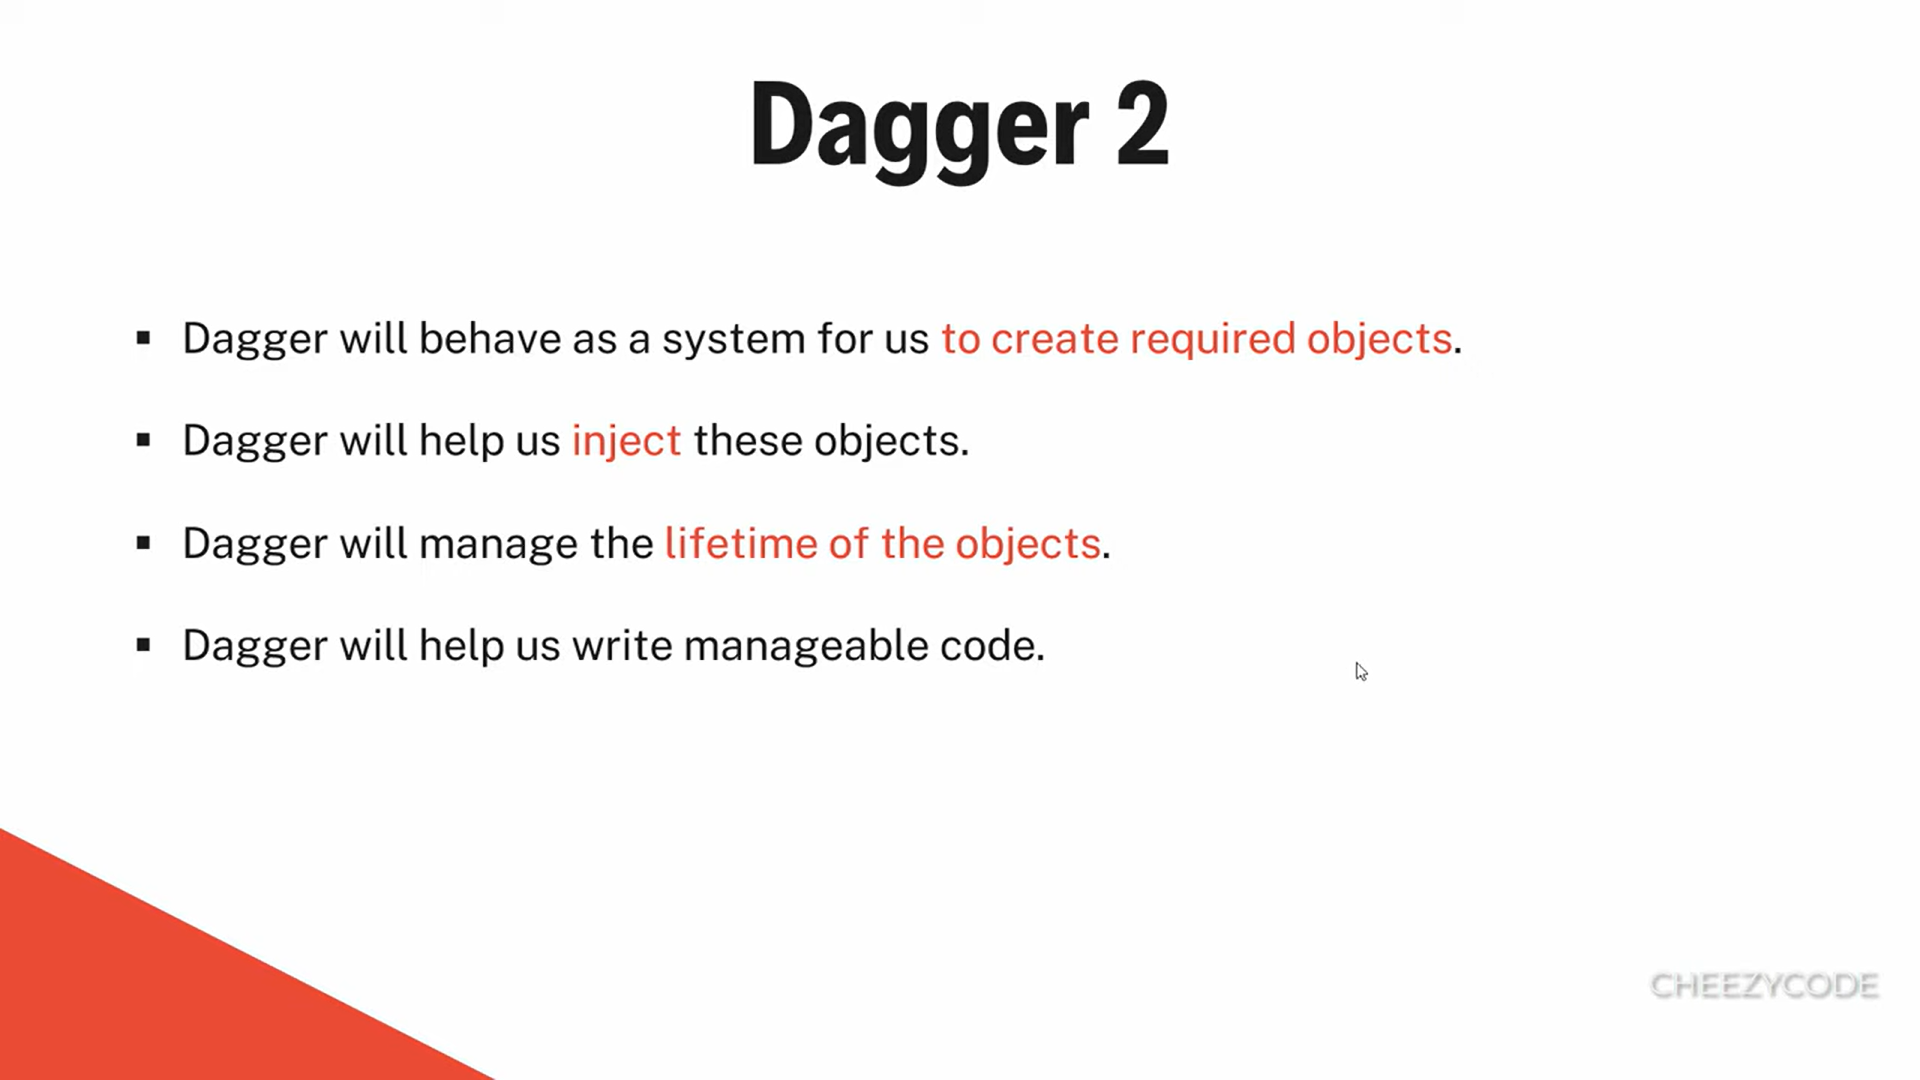 Dagger 2
▪ Dagger will behave as a system for us to create required objects.
▪ Dagger will help us inject these objects.
▪ Dagger will manage the lifetime of the objects.
▪ Dagger will help us write manageable code.
CHEEZYCODE